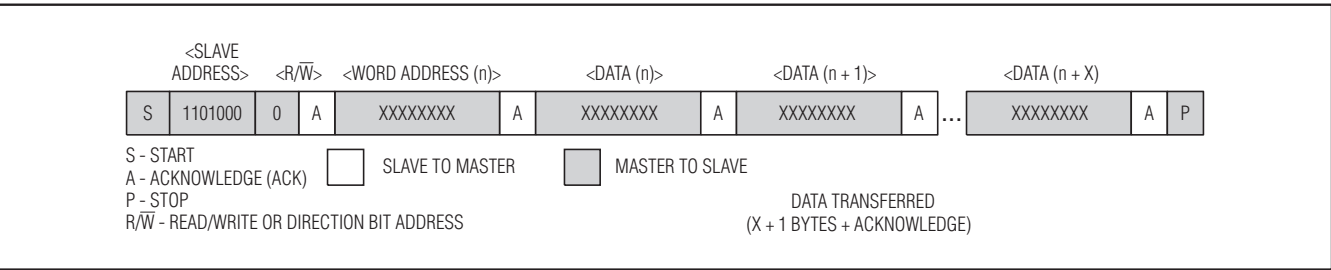 <SLAVE
ADDRESS> <R/W̅> <WORD ADDRESS (n)> <DATA (n)> <DATA (n + 1)> <DATA (n + X)
S 1101000 0 A XXXXXXXX A XXXXXXXX A XXXXXXXX A ... XXXXXXXX A P
S - START
A - ACKNOWLEDGE (ACK) SLAVE TO MASTER MASTER TO SLAVE
P - STOP DATA TRANSFERRED
R/W̅ - READ/WRITE OR DIRECTION BIT ADDRESS (X + 1 BYTES + ACKNOWLEDGE)